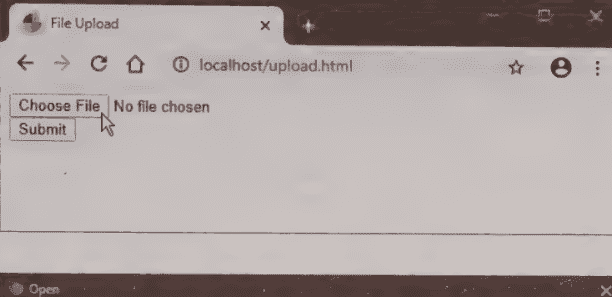 File Upload
localhost/upload.html
Choose File No file chosen
Submit
Open